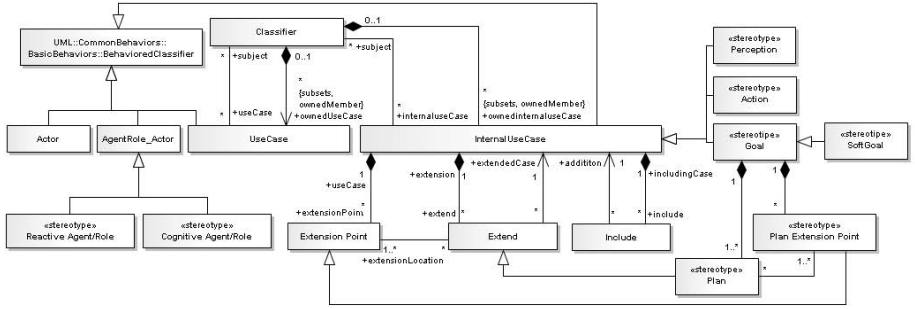 UML::CommonBehaviors::
BasicBehaviors::BehavioredClassifier
Classifier
0..1
0..1
*
+subject
*
+subject
*
{subsets,
ownedMember}
+ownedUseCase
*
+useCase
*
+internaluseCase
*
{subsets, ownedMember}
+ownedinternaluseCase
«stereotype»
Perception
«stereotype»
Action
Actor
AgentRole_Actor
UseCase
InternalUseCase
«stereotipe»
Goal
«stereotipe»
SoftGoal
1
+useCase
+extension
1
+extendedCase
1
+addititon
1
1
+includingCase
1
1
«stereotype»
Reactive Agent/Role
«stereotype»
Cognitive Agent/Role
+extensionPoint
*
+extend
*
*
*
*
+include
*
Extension Point
Extend
Include
«stereotype»
Plan Extension Point
1..*
*
+extensionLocation
1..*
*
1..*
«stereotype»
Plan